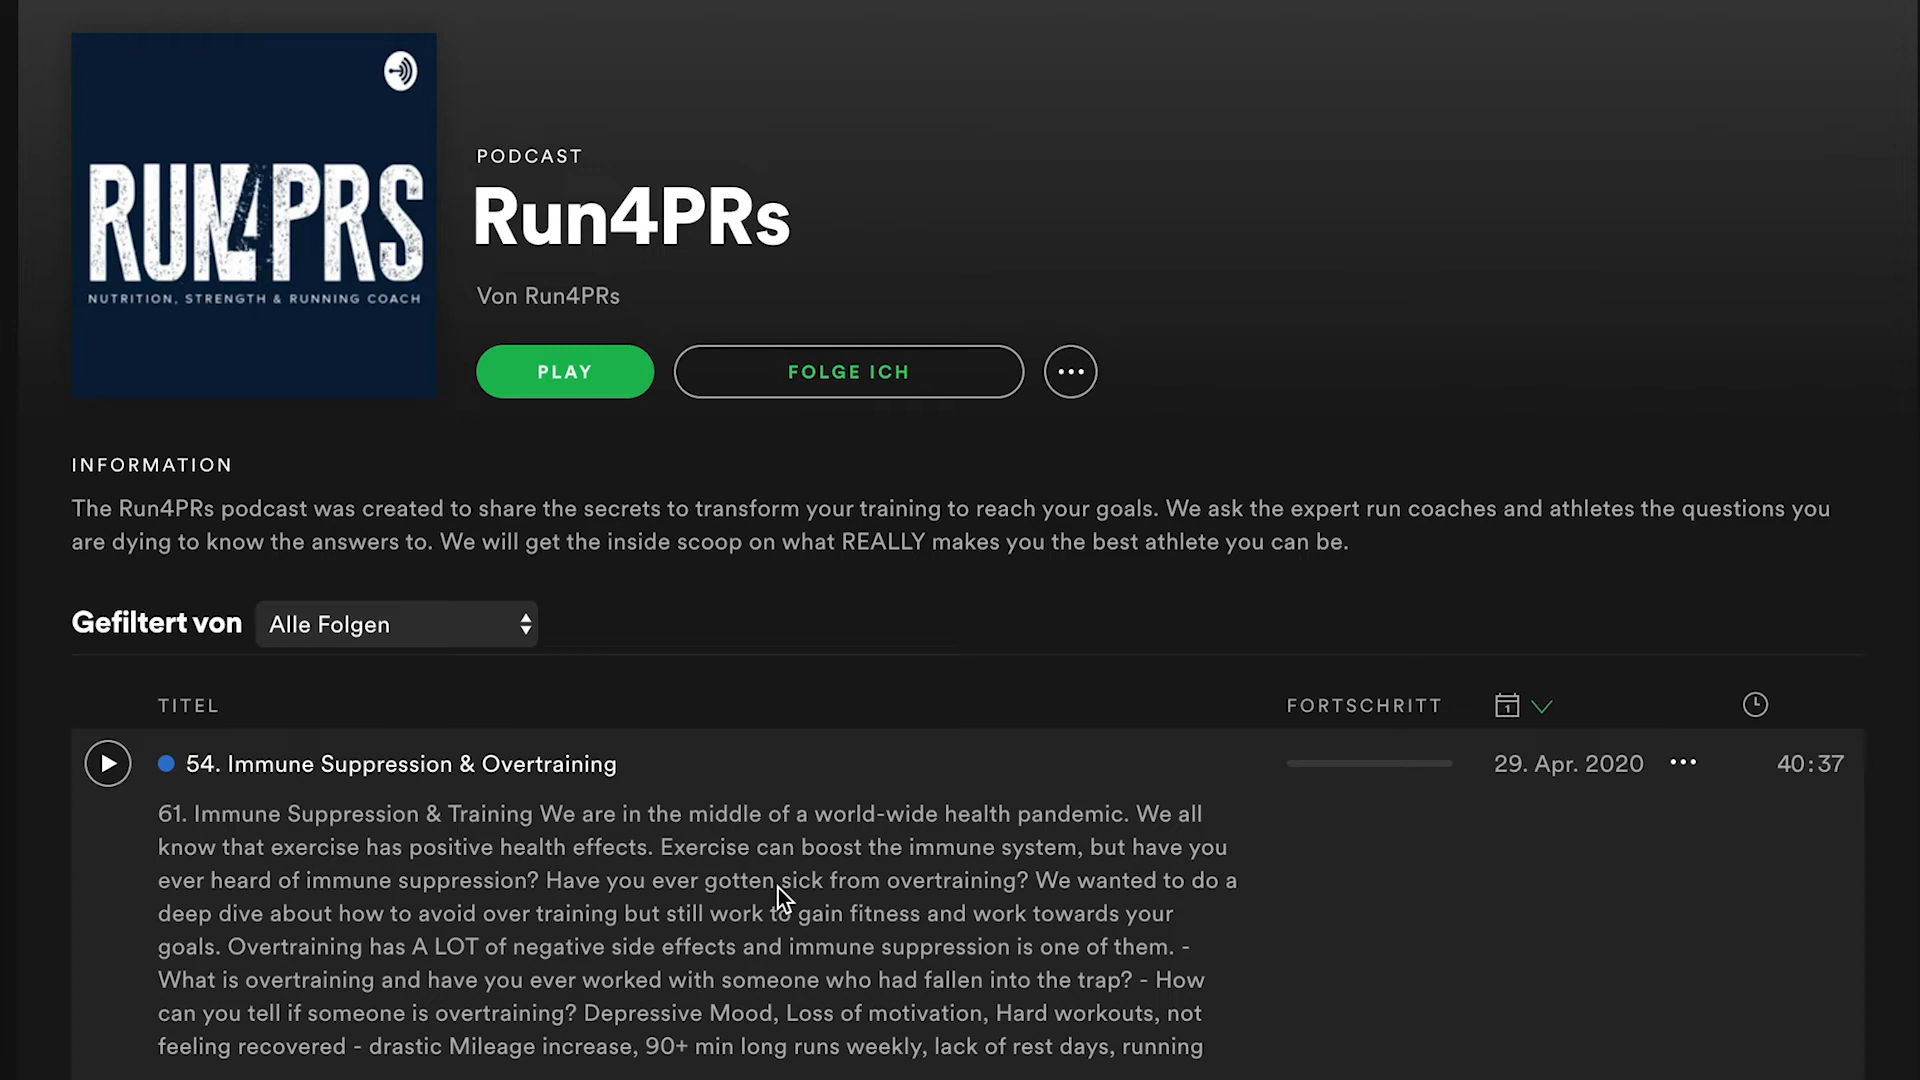 RUN4PRS
NUTRITION, STRENGTH & RUNNING COACH
PODCAST
Run4PRs
Von Run4PRs
PLAY
FOLGE ICH
INFORMATION
The Run4PRs podcast was created to share the secrets to transform your training to reach your goals. We ask the expert run coaches and athletes the questions you
are dying to know the answers to. We will get the inside scoop on what REALLY makes you the best athlete you can be.
Gefiltert von Alle Folgen
TITEL FORTSCHRITT 1
54. Immune Suppression & Overtraining 29. Apr. 2020 40:37
61. Immune Suppression & Training We are in the middle of a world-wide health pandemic. We all
know that exercise has positive health effects. Exercise can boost the immune system, but have you
ever heard of immune suppression? Have you ever gotten sick from overtraining? We wanted to do a
deep dive about how to avoid over training but still work to gain fitness and work towards your
goals. Overtraining has A LOT of negative side effects and immune suppression is one of them. -
What is overtraining and have you ever worked with someone who had fallen into the trap? - How
can you tell if someone is overtraining? Depressive Mood, Loss of motivation, Hard workouts, not
feeling recovered - drastic Mileage increase, 90+ min long runs weekly, lack of rest days, running